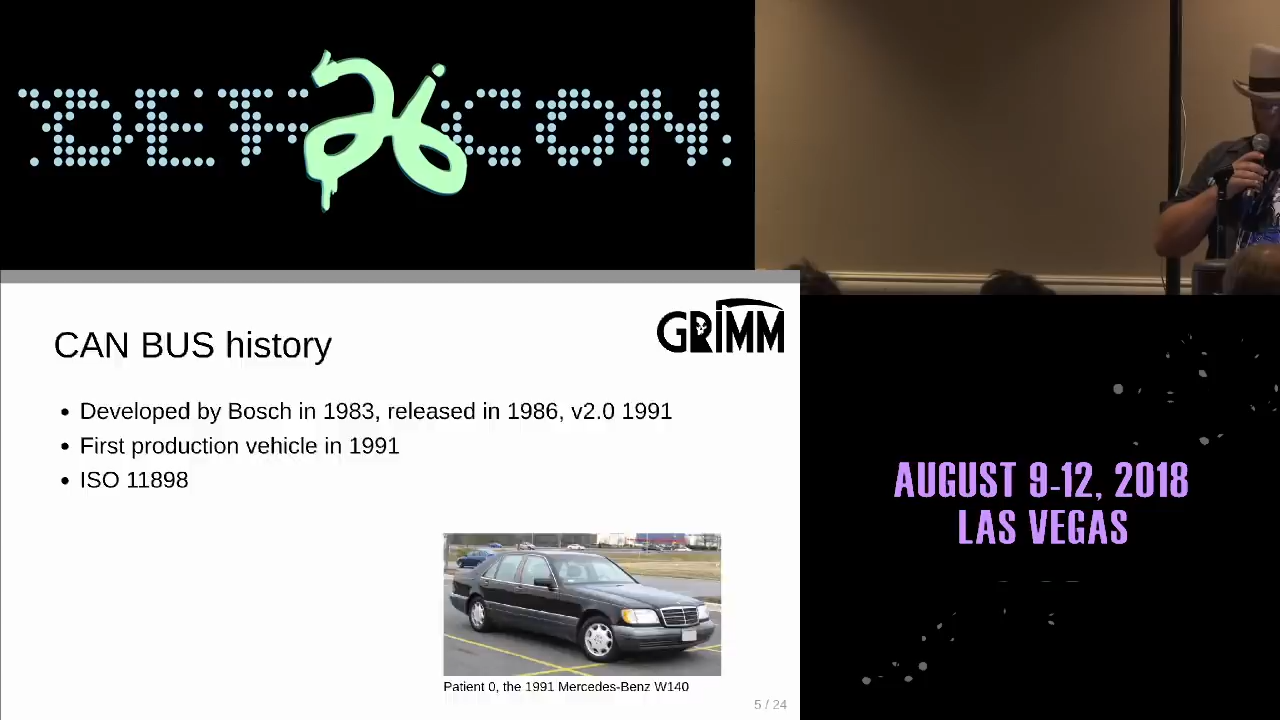 DEF CON 26
GRIMM
CAN BUS history
• Developed by Bosch in 1983, released in 1986, v2.0 1991
• First production vehicle in 1991
• ISO 11898
Patient 0, the 1991 Mercedes-Benz W140
5 / 24
AUGUST 9-12, 2018
LAS VEGAS